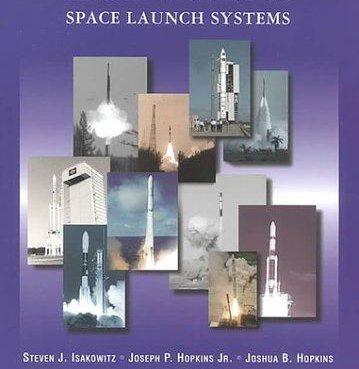 SPACE LAUNCH SYSTEMS
STEVEN J. ISAKOWITZ • JOSEPH P. HOPKINS JR. • JOSHUA B. HOPKINS